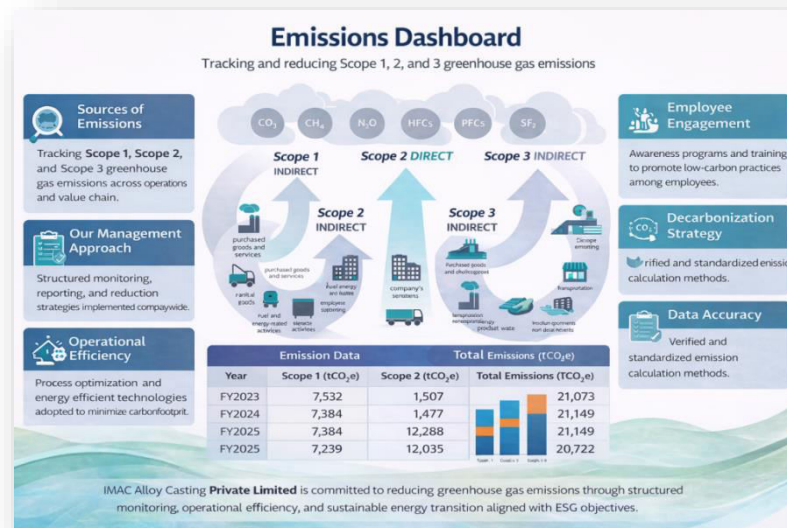 Emissions Dashboard
Tracking and reducing Scope 1, 2, and 3 greenhouse gas emissions
Sources of
Emissions
Tracking Scope 1, Scope 2,
and Scope 3 greenhouse
gas emissions across operations
and value chain.
Our Management
Approach
Structured monitoring,
reporting, and reduction
strategies implemented compaywide.
Operational
Efficiency
Process optimization and
energy efficient technologies
adopted to minimize carbonfootprit.
CH₄
N₂O
HFCs
PFCs
Scope 1
INDIRECT
Scope 2 DIRECT
Scope 3 INDIRECT
Scope 2
INDIRECT
Scope 3
INDIRECT
purchased
goods and
services
purchased goods
and services
goods
company's
Transportation
Employee
Engagement
Awareness programs and training
to promote low-carbon practices
among employees.
CO₂
Decarbonization
Strategy
rified and standardized
calculation methods.
Data Accuracy
Verified and
standardized emission
calculation methods.
Emission Data Total Emissions (tCO₂e)
Year Scope 1 (tCO₂e) Scope 2 (tCO₂e) Total Emissions (TCO₂e)
FY2023 7,532 1,507 21,073
FY2024 7,384 1,477 21,149
FY2025 7,384 12,288 21,149
FY2025 7,239 12,035 20,722
IMAC Alloy Casting Private Limited is committed to reducing greenhouse gas emissions through structured
monitoring, operational efficiency, and sustainable energy transition aligned with ESG objectives.